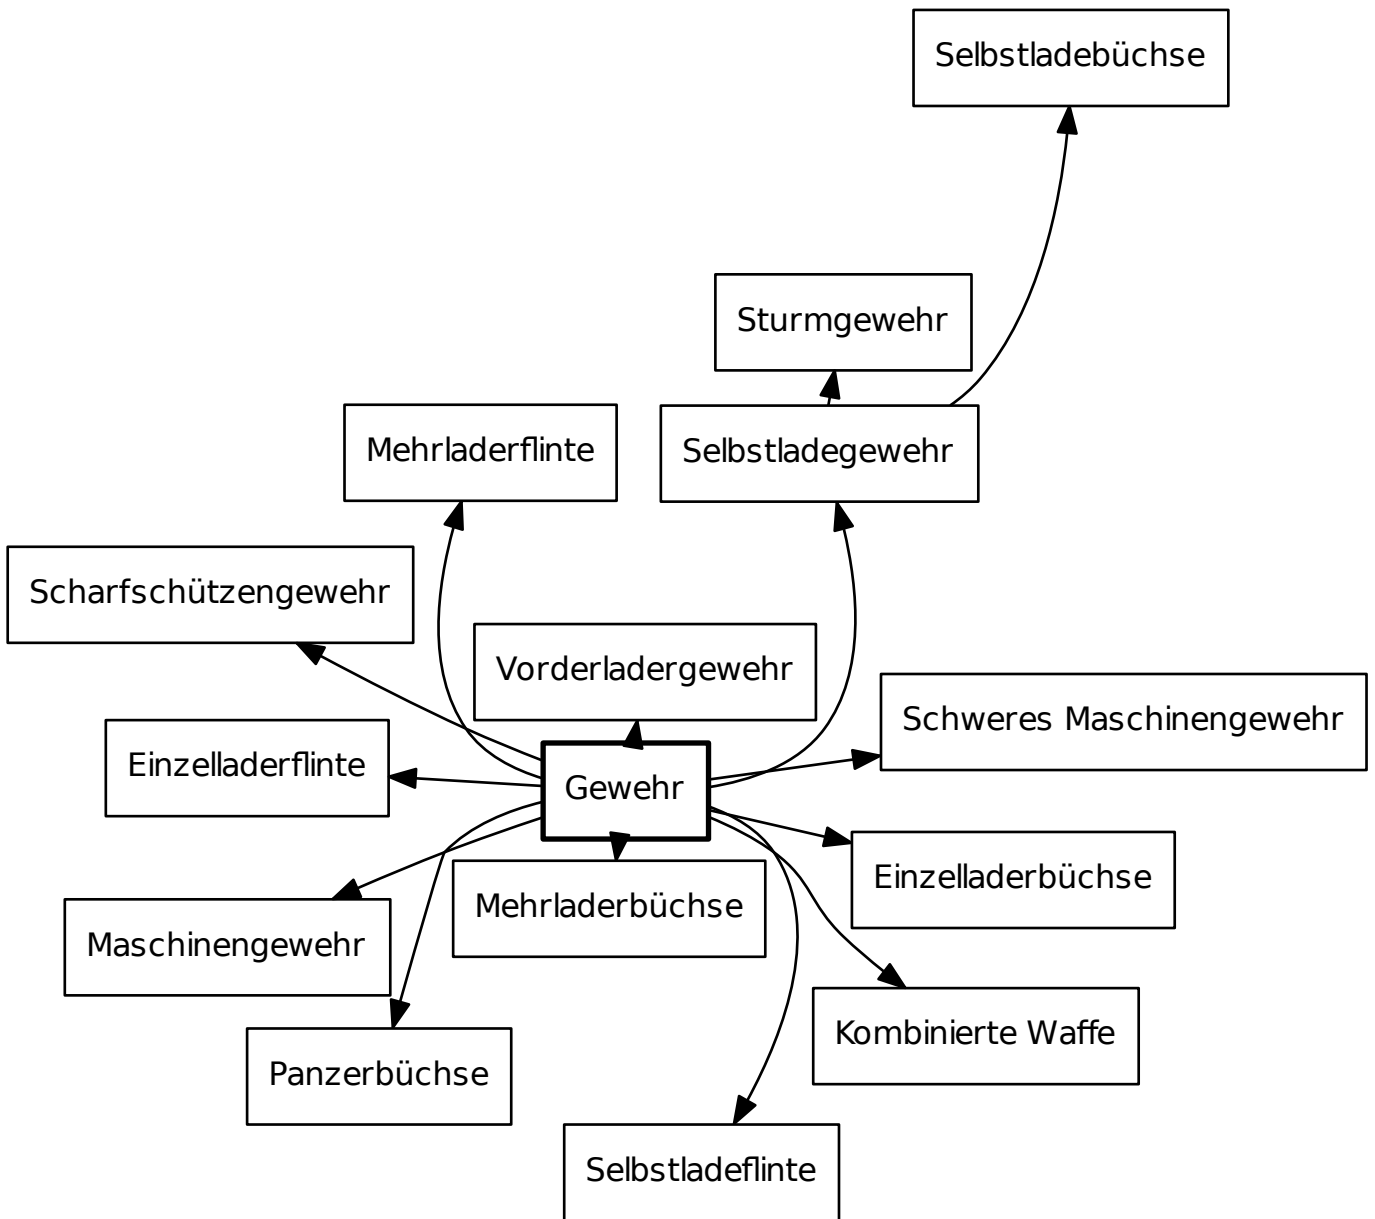 Selbstladebüchse
Sturmgewehr
Mehrladerflinte
Selbstladegewehr
Scharfschützengewehr
Vorderladergewehr
Schweres Maschinengewehr
Einzelladerflinte
Gewehr
Einzelladerbüchse
Mehrladerbüchse
Maschinengewehr
Kombinierte Waffe
Panzerbüchse
Selbstladeflinte